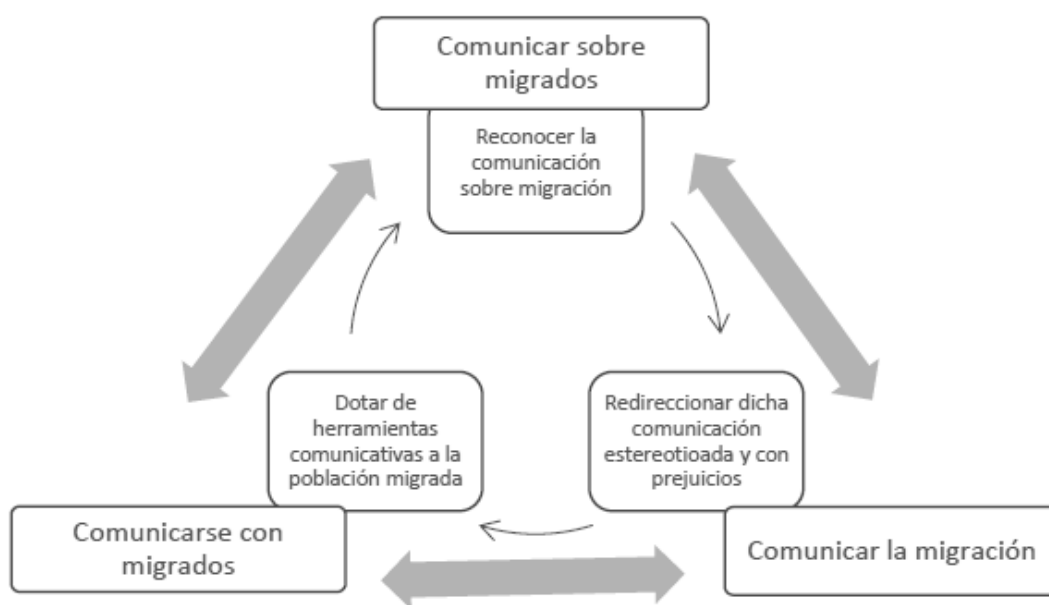 Comunicar sobre
migrados
Reconocer la
comunicación
sobre migración
Dotar de
herramientas
comunicativas a la
población migrada
Redireccionar dicha
comunicación
estereotioada y con
prejuicios
Comunicarse con
migrados
Comunicar la migración